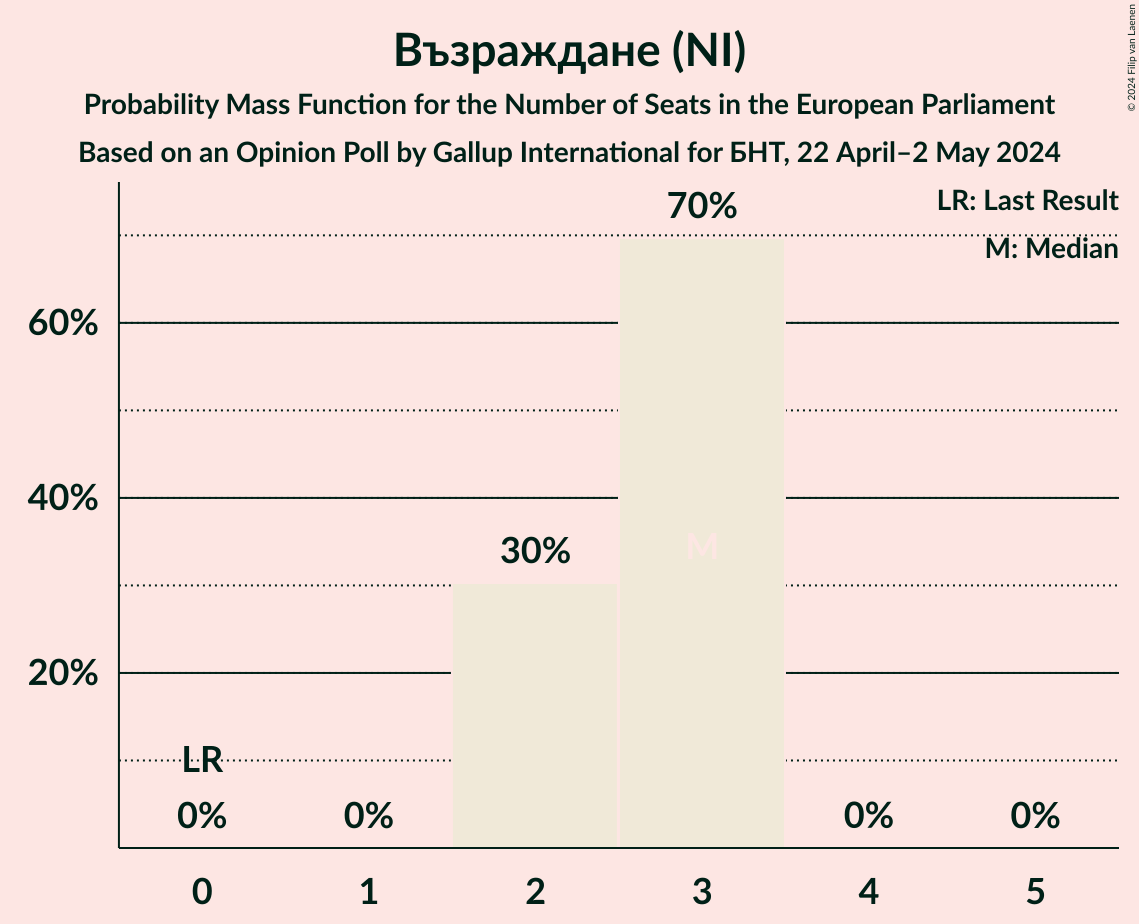 Възраждане (NI)
Probability Mass Function for the Number of Seats in the European Parliament
Based on an Opinion Poll by Gallup International for БНТ, 22 April–2 May 2024
© 2024 Filip van Laenen
LR: Last Result
M: Median
70%
60%
40%
30%
M
20%
LR
0%
0%
0%
0%
0
1
2
3
4
5